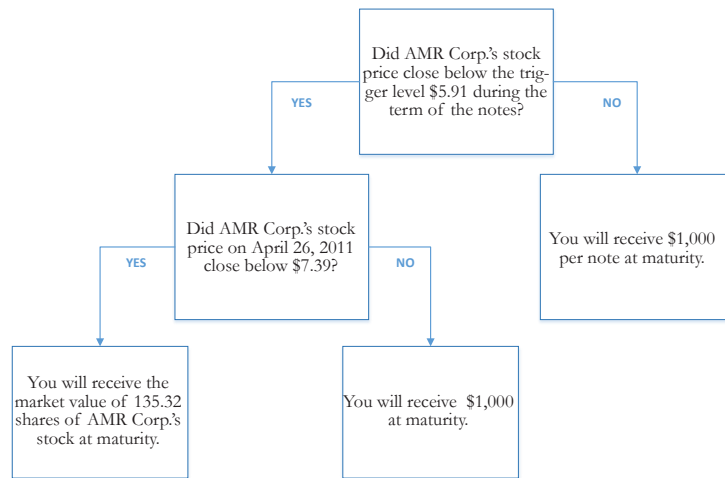 Did AMR Corp.'s stock
price close below the trig-
ger level $5.91 during the
term of the notes?
YES
NO
Did AMR Corp.'s stock
price on April 26, 2011
close below $7.39?
You will receive $1,000
per note at maturity.
YES
NO
You will receive the
market value of 135.32
shares of AMR Corp.'s
stock at maturity.
You will receive $1,000
at maturity.